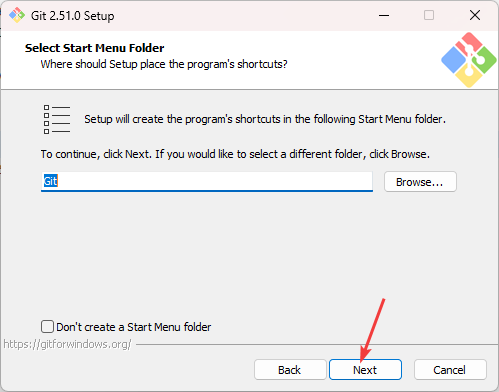 Git 2.51.0 Setup
Select Start Menu Folder
Where should Setup place the program's shortcuts?
Setup will create the program's shortcuts in the following Start Menu folder.
To continue, click Next. If you would like to select a different folder, click Browse.
Git
Browse...
Don't create a Start Menu folder
https://gitforwindows.org/
Back
Next
Cancel